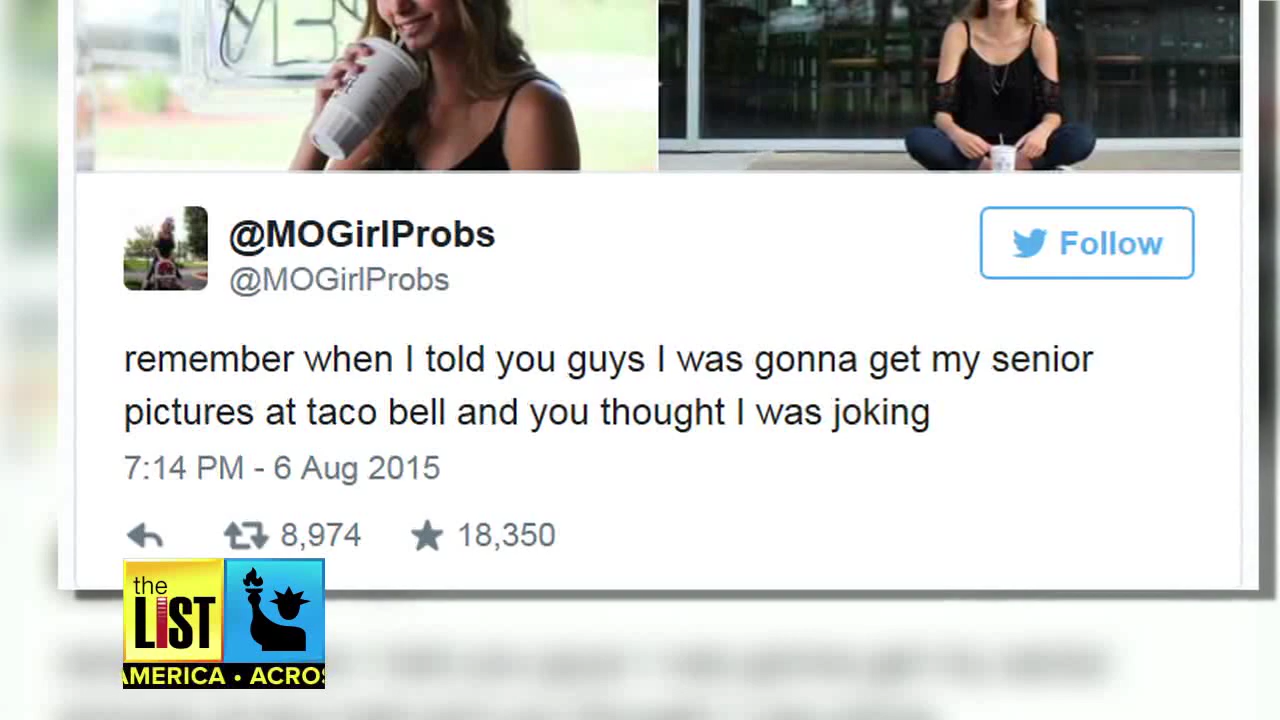 @MOGirlProbs
@MOGirlProbs
Follow
remember when I told you guys I was gonna get my senior
pictures at taco bell and you thought I was joking
7:14 PM - 6 Aug 2015
8,974 18,350
the
LIST
AMERICA • ACROS